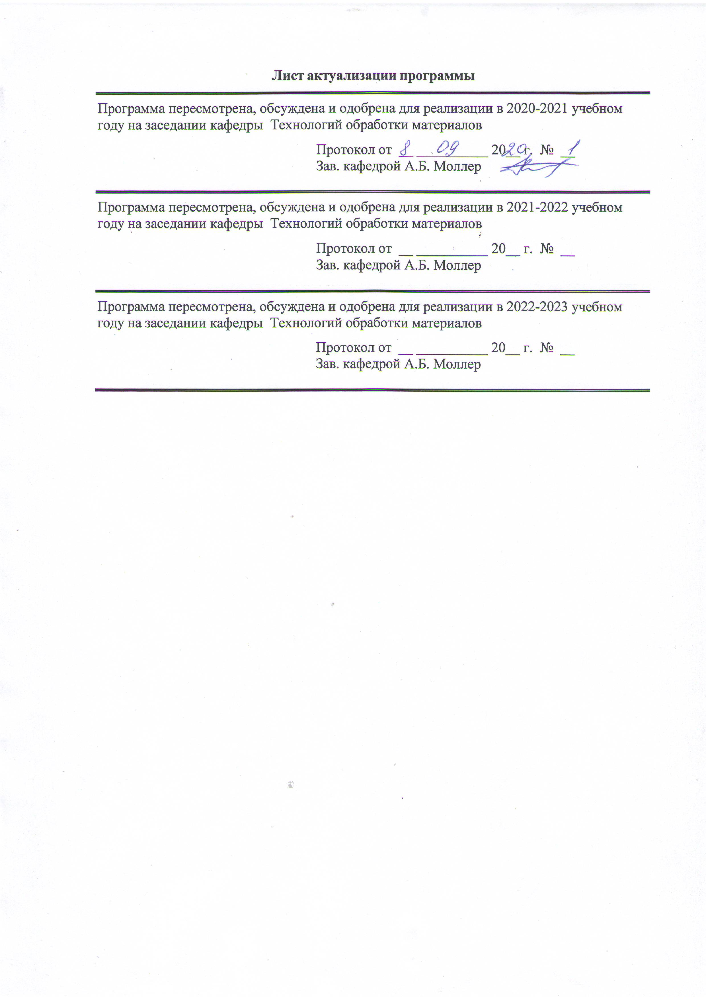 Лист актуализации программы
Программа пересмотрена, обсуждена и одобрена для реализации в 2020-2021 учебном
году на заседании кафедры Технологий обработки материалов
Протокол от 8 09 2020 г. № 1
Зав. кафедрой А.Б. Моллер
Программа пересмотрена, обсуждена и одобрена для реализации в 2021-2022 учебном
году на заседании кафедры Технологий обработки материалов
Протокол от __ __________ 20__ г. № __
Зав. кафедрой А.Б. Моллер
Программа пересмотрена, обсуждена и одобрена для реализации в 2022-2023 учебном
году на заседании кафедры Технологий обработки материалов
Протокол от __ __________ 20__ г. № __
Зав. кафедрой А.Б. Моллер